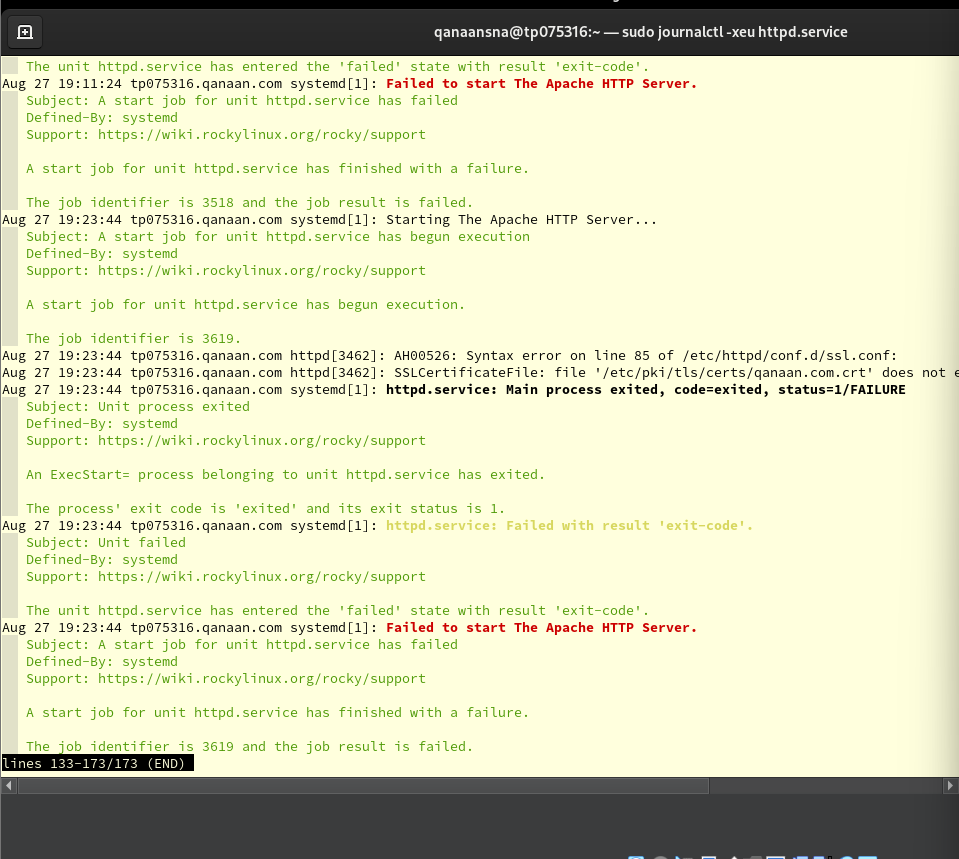 qanaansna@tp075316:~ — sudo journalctl -xeu httpd.service
The unit httpd.service has entered the 'failed' state with result 'exit-code'.
Aug 27 19:11:24 tp075316.qanaan.com systemd[1]: Failed to start The Apache HTTP Server.
Subject: A start job for unit httpd.service has failed
Defined-By: systemd
Support: https://wiki.rockylinux.org/rocky/support
A start job for unit httpd.service has finished with a failure.
The job identifier is 3518 and the job result is failed.
Aug 27 19:23:44 tp075316.qanaan.com systemd[1]: Starting The Apache HTTP Server...
Subject: A start job for unit httpd.service has begun execution
Defined-By: systemd
Support: https://wiki.rockylinux.org/rocky/support
A start job for unit httpd.service has begun execution.
The job identifier is 3619.
Aug 27 19:23:44 tp075316.qanaan.com httpd[3462]: AH00526: Syntax error on line 85 of /etc/httpd/conf.d/ssl.conf:
Aug 27 19:23:44 tp075316.qanaan.com httpd[3462]: SSLCertificateFile: file '/etc/pki/tls/certs/qanaan.com.crt' does not e
Aug 27 19:23:44 tp075316.qanaan.com systemd[1]: httpd.service: Main process exited, code=exited, status=1/FAILURE
Subject: Unit process exited
Defined-By: systemd
Support: https://wiki.rockylinux.org/rocky/support
An ExecStart= process belonging to unit httpd.service has exited.
The process' exit code is 'exited' and its exit status is 1.
Aug 27 19:23:44 tp075316.qanaan.com systemd[1]: httpd.service: Failed with result 'exit-code'.
Subject: Unit failed
Defined-By: systemd
Support: https://wiki.rockylinux.org/rocky/support
The unit httpd.service has entered the 'failed' state with result 'exit-code'.
Aug 27 19:23:44 tp075316.qanaan.com systemd[1]: Failed to start The Apache HTTP Server.
Subject: A start job for unit httpd.service has failed
Defined-By: systemd
Support: https://wiki.rockylinux.org/rocky/support
A start job for unit httpd.service has finished with a failure.
The job identifier is 3619 and the job result is failed.
lines 133-173/173 (END)